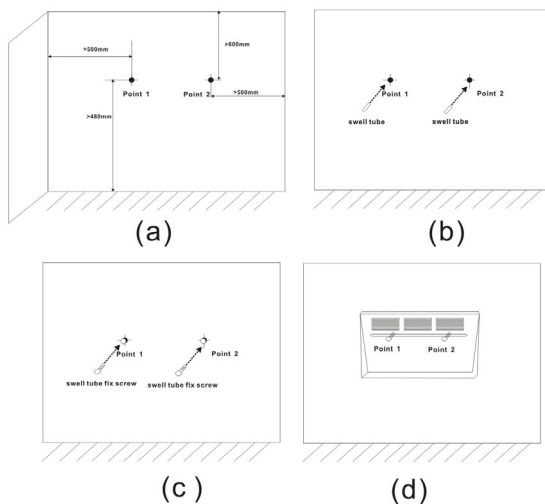 >500mm
>600mm
Point 1
Point 2
>500mm
>480mm
(a)
Point 1
Point 2
swell tube
swell tube
(b)
Point 1
Point 2
swell tube fix screw
swell tube fix screw
(c)
Point 1
Point 2
(d)